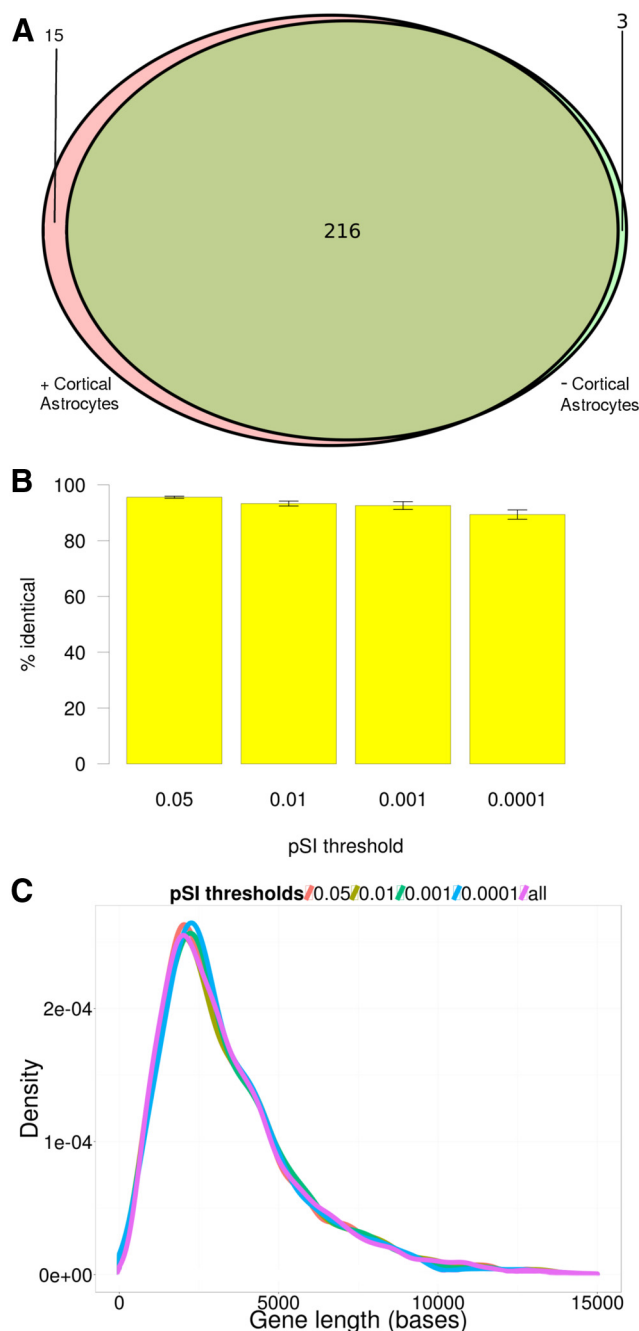 A
15
3
216
+ Cortical
Astrocytes
- Cortical
Astrocytes
B
100
80
60
40
20
0
% identical
0.05
0.01
0.001
0.0001
pSI threshold
C
pSI thresholds 0.05 0.01 0.001 0.0001 all
2e-04
1e-04
0e+00
Density
0
5000
10000
15000
Gene length (bases)